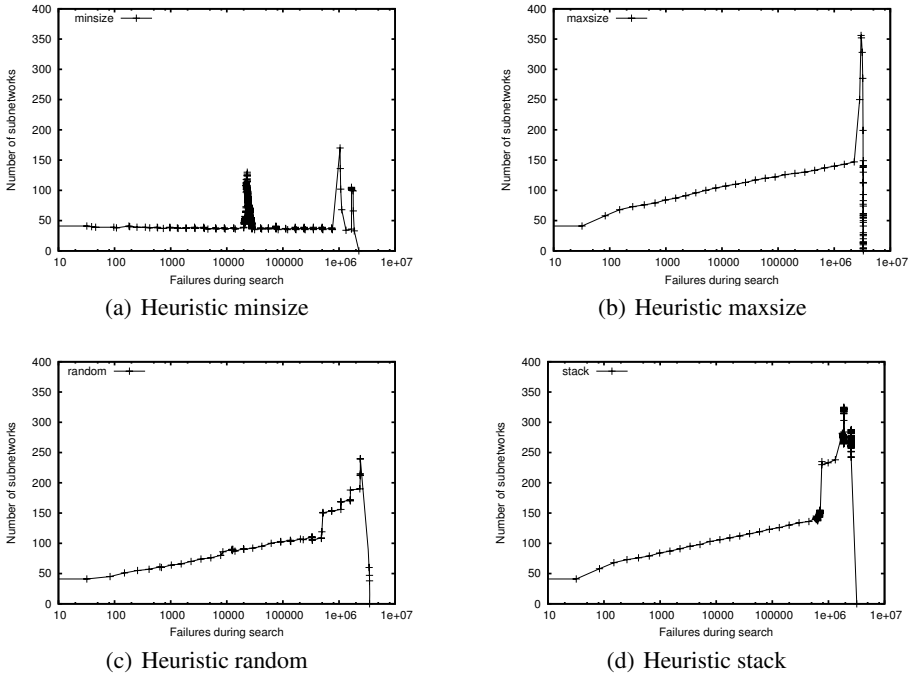 minsize
Number of subnetworks
400
350
300
250
200
150
100
50
0
10 100 1000 10000 100000 1e+06 1e+07
Failures during search
(a) Heuristic minsize
maxsize
Number of subnetworks
400
350
300
250
200
150
100
50
0
10 100 1000 10000 100000 1e+06 1e+07
Failures during search
(b) Heuristic maxsize
random
Number of subnetworks
400
350
300
250
200
150
100
50
0
10 100 1000 10000 100000 1e+06 1e+07
Failures during search
(c) Heuristic random
stack
Number of subnetworks
400
350
300
250
200
150
100
50
0
10 100 1000 10000 100000 1e+06 1e+07
Failures during search
(d) Heuristic stack